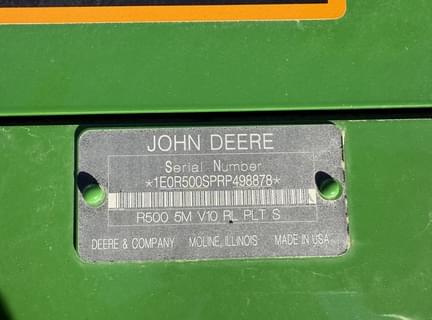 JOHN DEERE
Serial Number
*1E0R500SPRP498878*
R500 5M V10 RL PLT S
DEERE & COMPANY MOLINE, ILLINOIS MADE IN USA